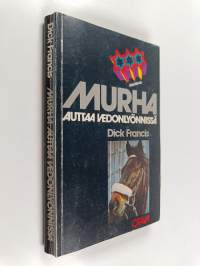 MURHA
AUTTAA VEDONLYÖNNISSÄ
Dick Francis
Dick Francis MURHA AUTTAA VEDONLYÖNNISSÄ